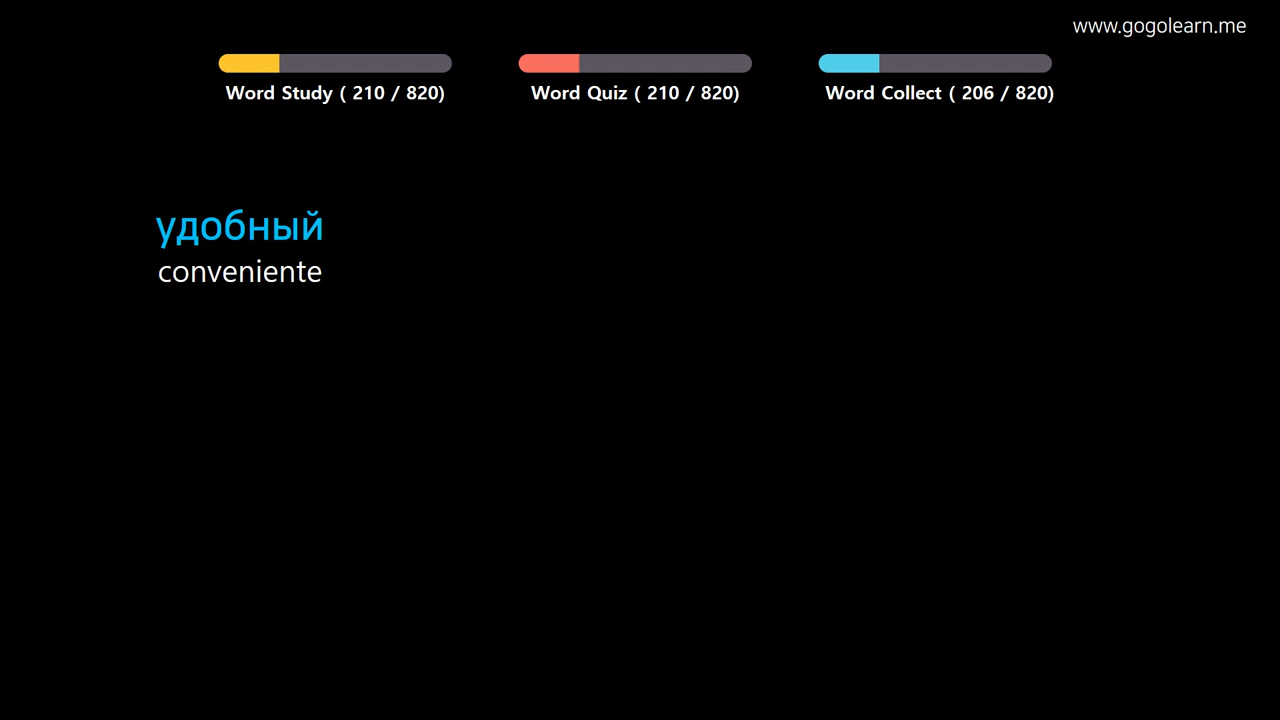 www.gogolearn.me
Word Study ( 210 / 820)
Word Quiz ( 210 / 820)
Word Collect ( 206 / 820)
удобный
conveniente